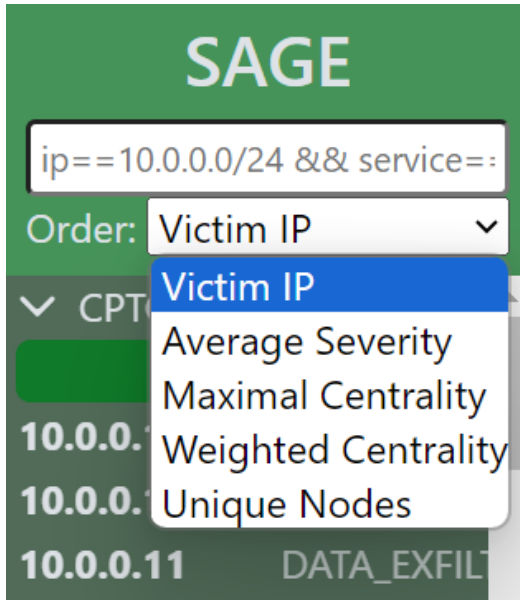 SAGE
ip==10.0.0.0/24 && service==
Order: Victim IP
Victim IP
Average Severity
Maximal Centrality
Weighted Centrality
Unique Nodes
10.0.0.11 DATA_EXFILT